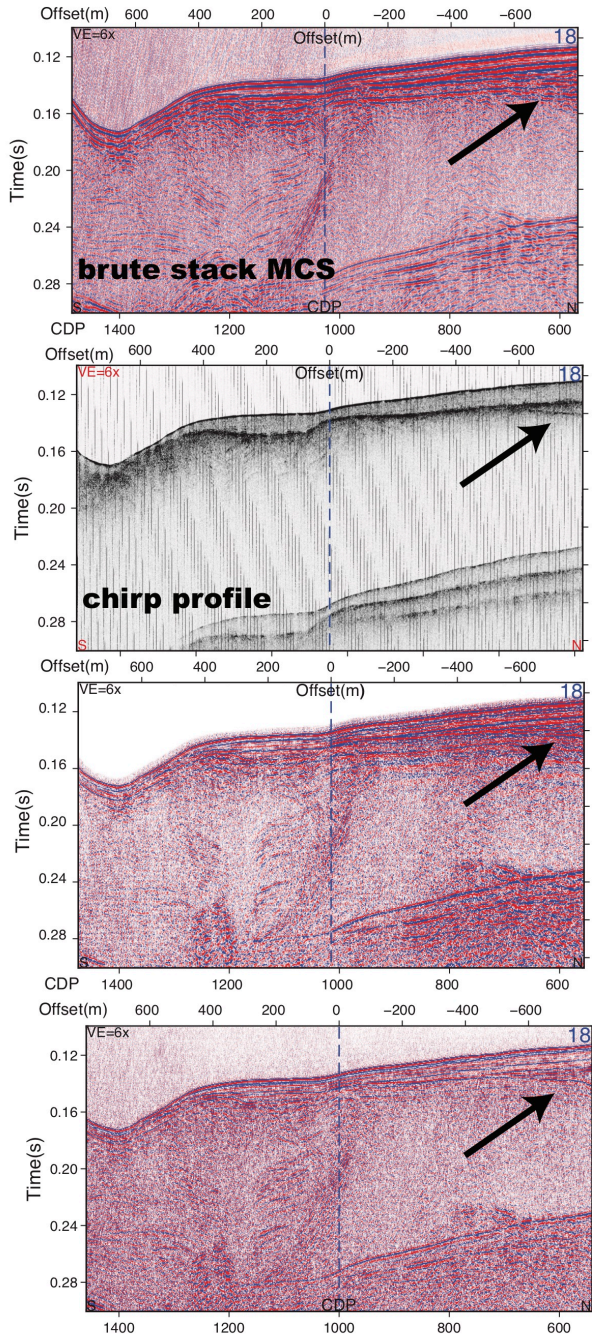 Offset(m) 600 400 200 0 −200 −400 −600
VE=6x Offset(m) 18
0.12
0.16
0.20
0.24
0.28
Time(s)
brute stack MCS
S CDP N
CDP 1400 1200 1000 800 600
Offset(m) 600 400 200 0 −200 −400 −600
VE=6x Offset(m) 18
0.12
0.16
0.20
0.24
0.28
Time(s)
chirp profile
S N
Offset(m) 600 400 200 0 −200 −400 −600
VE=6x Offset(m) 18
0.12
0.16
0.20
0.24
0.28
Time(s)
S N
CDP 1400 1200 1000 800 600
Offset(m) 600 400 200 0 −200 −400 −600
VE=6x 18
0.12
0.16
0.20
0.24
0.28
Time(s)
S CDP N
1400 1200 1000 800 600